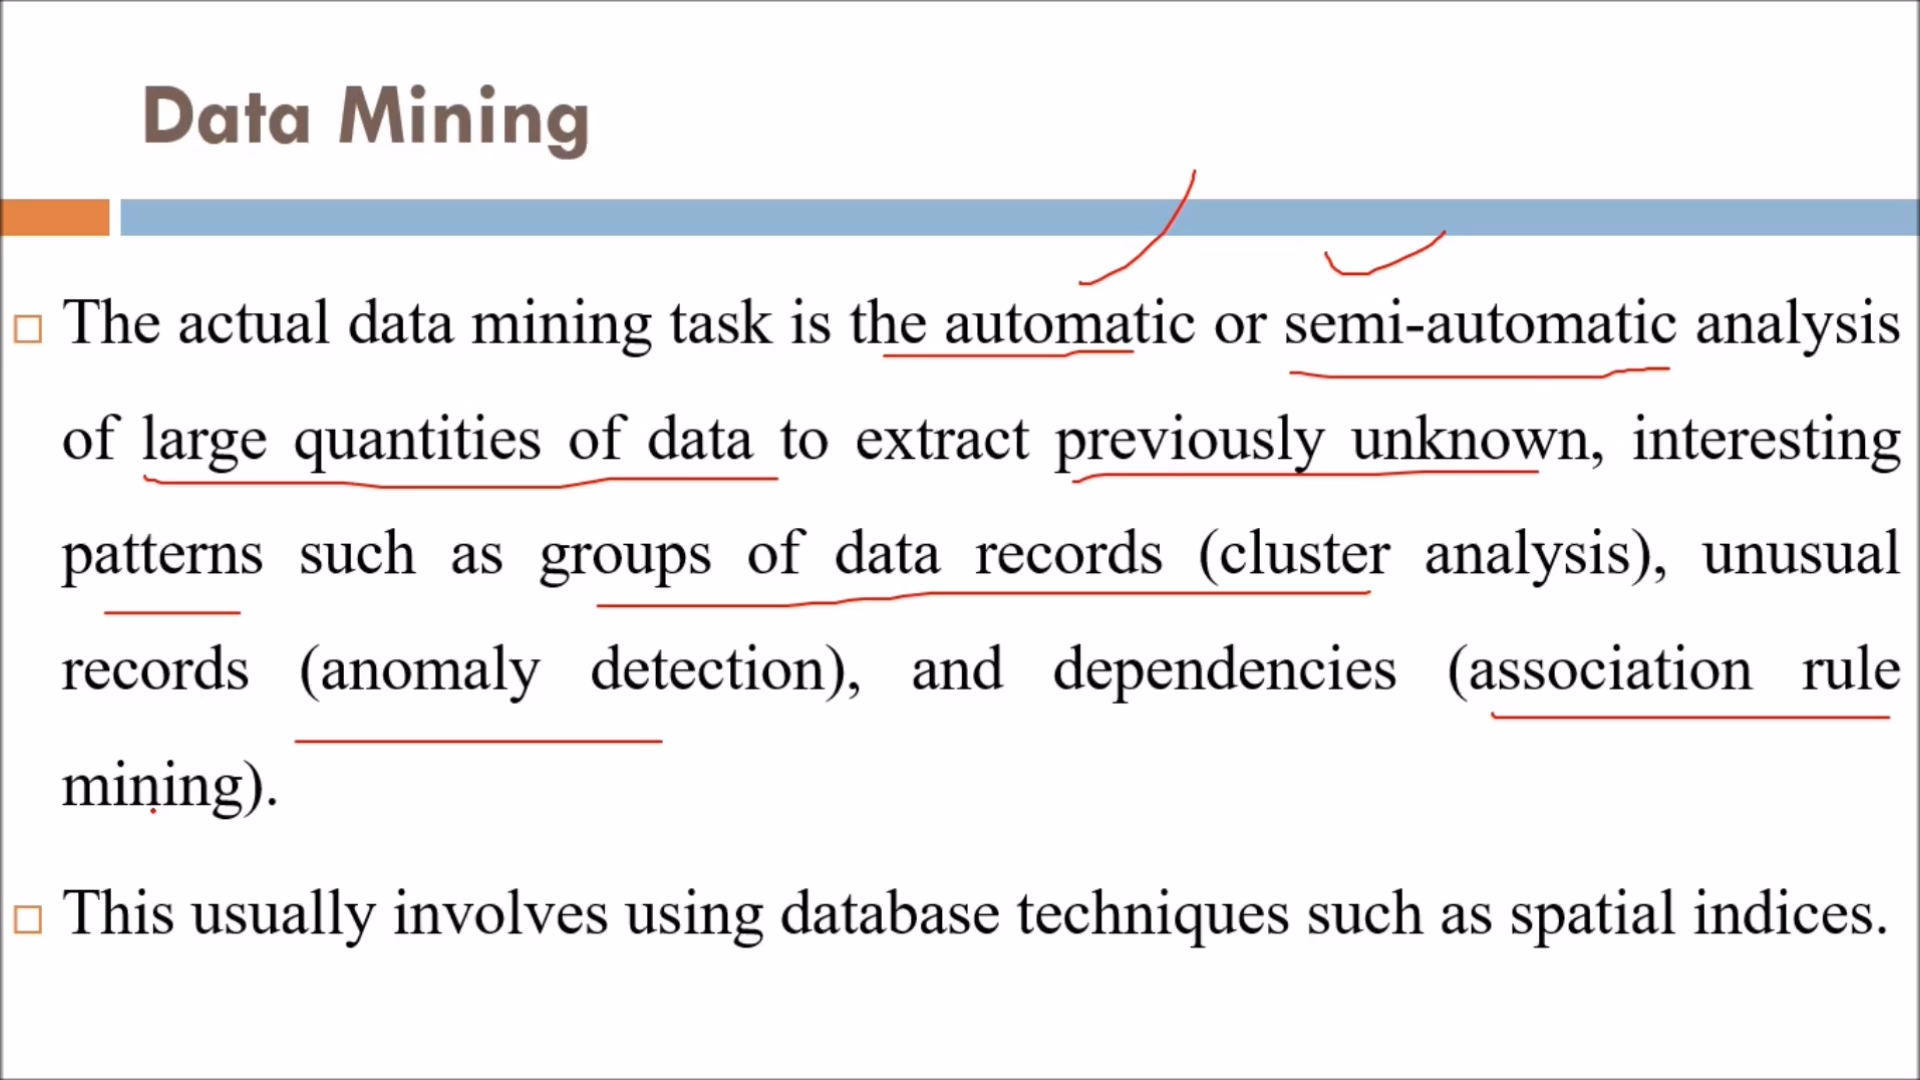 Data Mining
The actual data mining task is the automatic or semi-automatic analysis
of large quantities of data to extract previously unknown, interesting
patterns such as groups of data records (cluster analysis), unusual
records (anomaly detection), and dependencies (association rule
mining).
This usually involves using database techniques such as spatial indices.